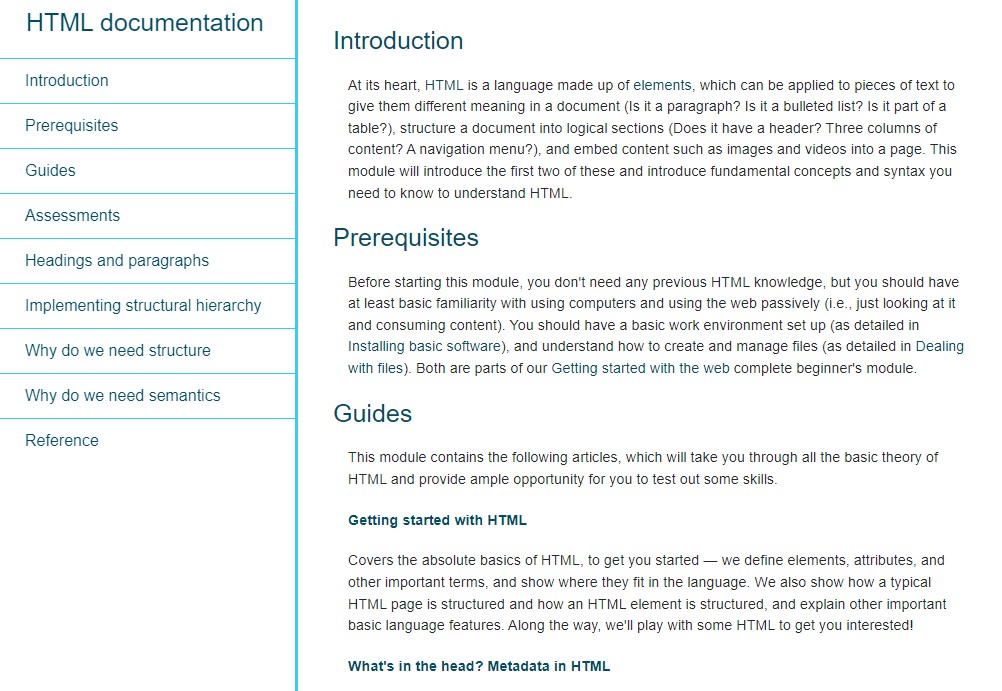 HTML documentation
Introduction
Prerequisites
Guides
Assessments
Headings and paragraphs
Implementing structural hierarchy
Why do we need structure
Why do we need semantics
Reference
Introduction
At its heart, HTML is a language made up of elements, which can be applied to pieces of text to
give them different meaning in a document (Is it a paragraph? Is it a bulleted list? Is it part of a
table?), structure a document into logical sections (Does it have a header? Three columns of
content? A navigation menu?), and embed content such as images and videos into a page. This
module will introduce the first two of these and introduce fundamental concepts and syntax you
need to know to understand HTML.
Prerequisites
Before starting this module, you don't need any previous HTML knowledge, but you should have
at least basic familiarity with using computers and using the web passively (i.e., just looking at it
and consuming content). You should have a basic work environment set up (as detailed in
Installing basic software), and understand how to create and manage files (as detailed in Dealing
with files). Both are parts of our Getting started with the web complete beginner's module.
Guides
This module contains the following articles, which will take you through all the basic theory of
HTML and provide ample opportunity for you to test out some skills.
Getting started with HTML
Covers the absolute basics of HTML, to get you started — we define elements, attributes, and
other important terms, and show where they fit in the language. We also show how a typical
HTML page is structured and how an HTML element is structured, and explain other important
basic language features. Along the way, we'll play with some HTML to get you interested!
What's in the head? Metadata in HTML